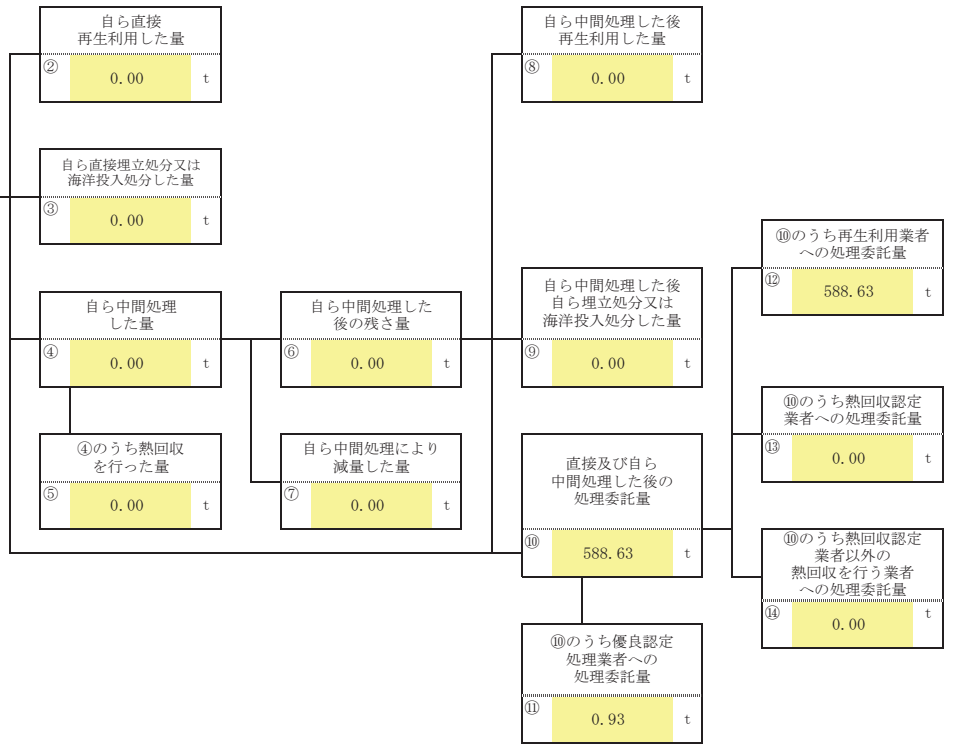 自ら直接
再生利用した量
② 0.00 t
自ら直接埋立処分又は
海洋投入処分した量
③ 0.00 t
自ら中間処理
した量
④ 0.00 t
④のうち熱回収
を行った量
⑤ 0.00 t
自ら中間処理した
後の残さ量
⑥ 0.00 t
自ら中間処理により
減量した量
⑦ 0.00 t
自ら中間処理した後
再生利用した量
⑧ 0.00 t
自ら中間処理した後
自ら埋立処分又は
海洋投入処分した量
⑨ 0.00 t
直接及び自ら
中間処理した後の
処理委託量
⑩ 588.63 t
⑩のうち優良認定
処理業者への
処理委託量
⑪ 0.93 t
⑩のうち再生利用業者
への処理委託量
⑫ 588.63 t
⑩のうち熱回収認定
業者への処理委託量
⑬ 0.00 t
⑩のうち熱回収認定
業者以外の
熱回収を行う業者
への処理委託量
⑭ 0.00 t